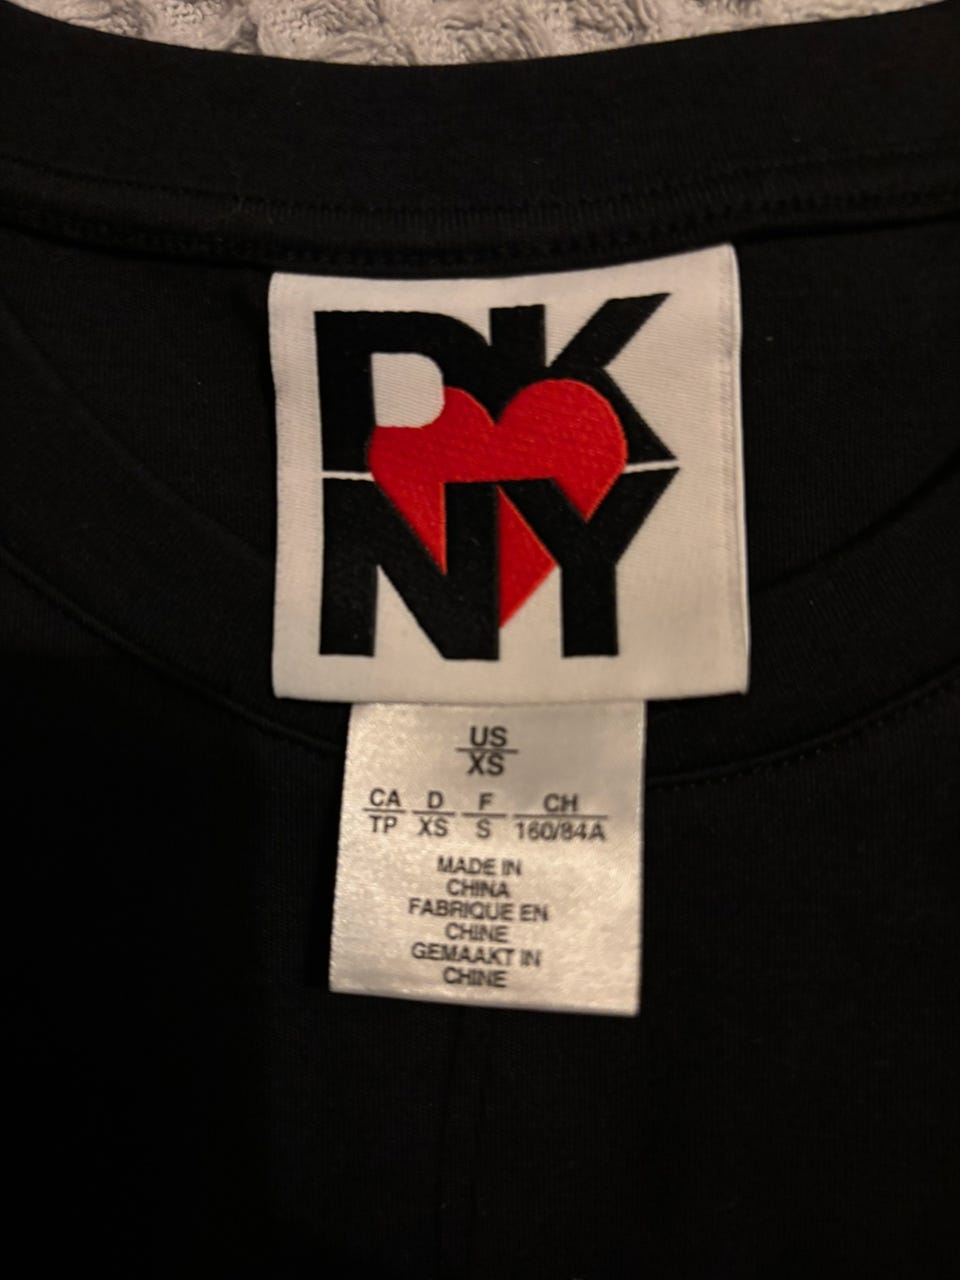 DK
NY
US
XS
CA D F CH
TP XS S 160/84A
MADE IN
CHINA
FABRIQUE EN
CHINE
GEMAAKT IN
CHINE